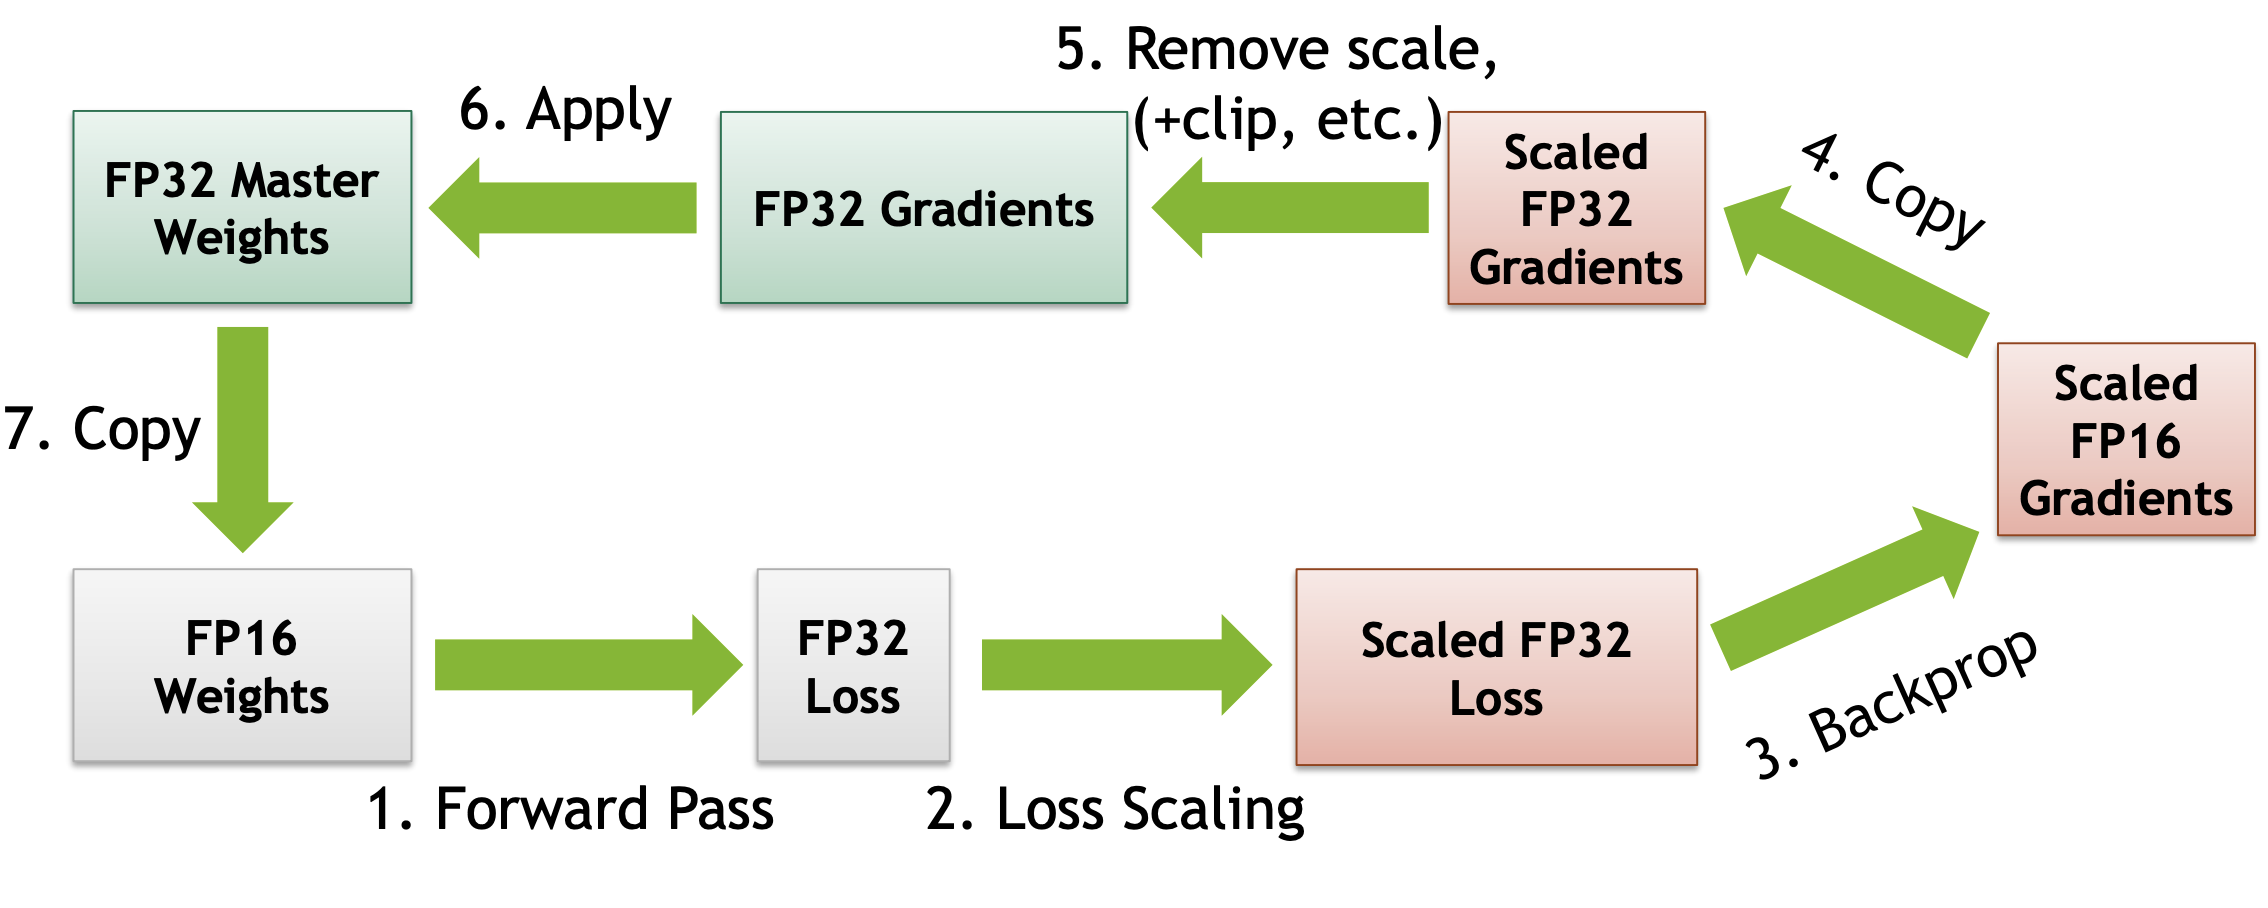 5. Remove scale,
(+clip, etc.)
6. Apply
4. Copy
FP32 Master
Weights
FP32 Gradients
Scaled
FP32
Gradients
Scaled
FP16
Gradients
7. Copy
FP16
Weights
FP32
Loss
Scaled FP32
Loss
3. Backprop
1. Forward Pass
2. Loss Scaling